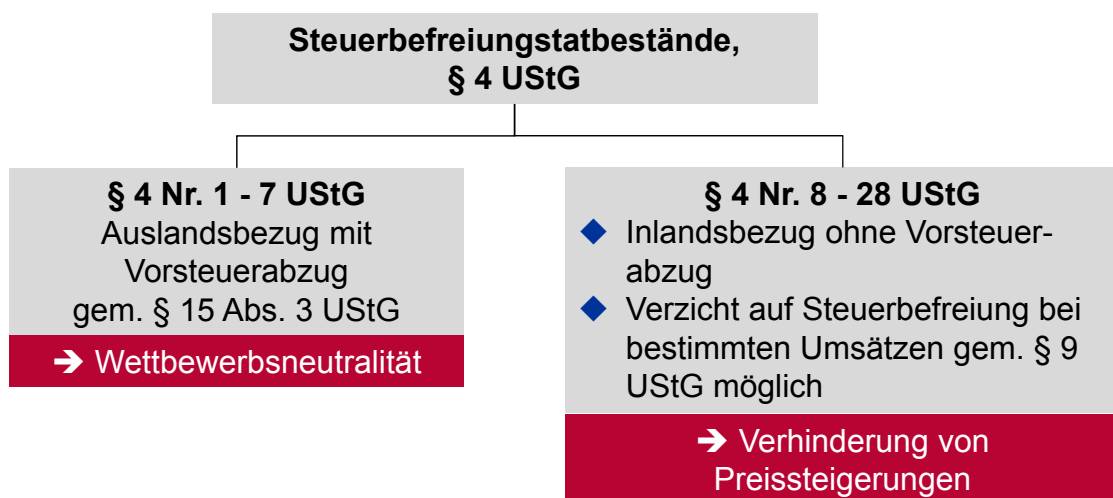 Steuerbefreiungstatbestände,
§ 4 UStG
§ 4 Nr. 1 - 7 UStG
Auslandsbezug mit
Vorsteuerabzug
gem. § 15 Abs. 3 UStG
➔ Wettbewerbsneutralität
§ 4 Nr. 8 - 28 UStG
◆ Inlandsbezug ohne Vorsteuer-
abzug
◆ Verzicht auf Steuerbefreiung bei
bestimmten Umsätzen gem. § 9
UStG möglich
➔ Verhinderung von
Preissteigerungen